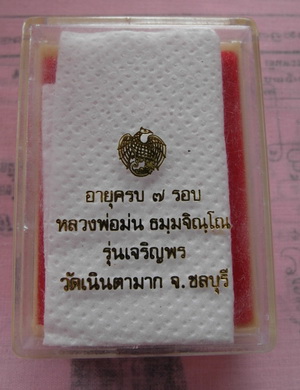 อายุครบ ๗ รอบ
หลวงพ่อม่น ธมฺมจิณฺโณ
รุ่นเจริญพร
วัดเนินตามาก จ.ชลบุรี